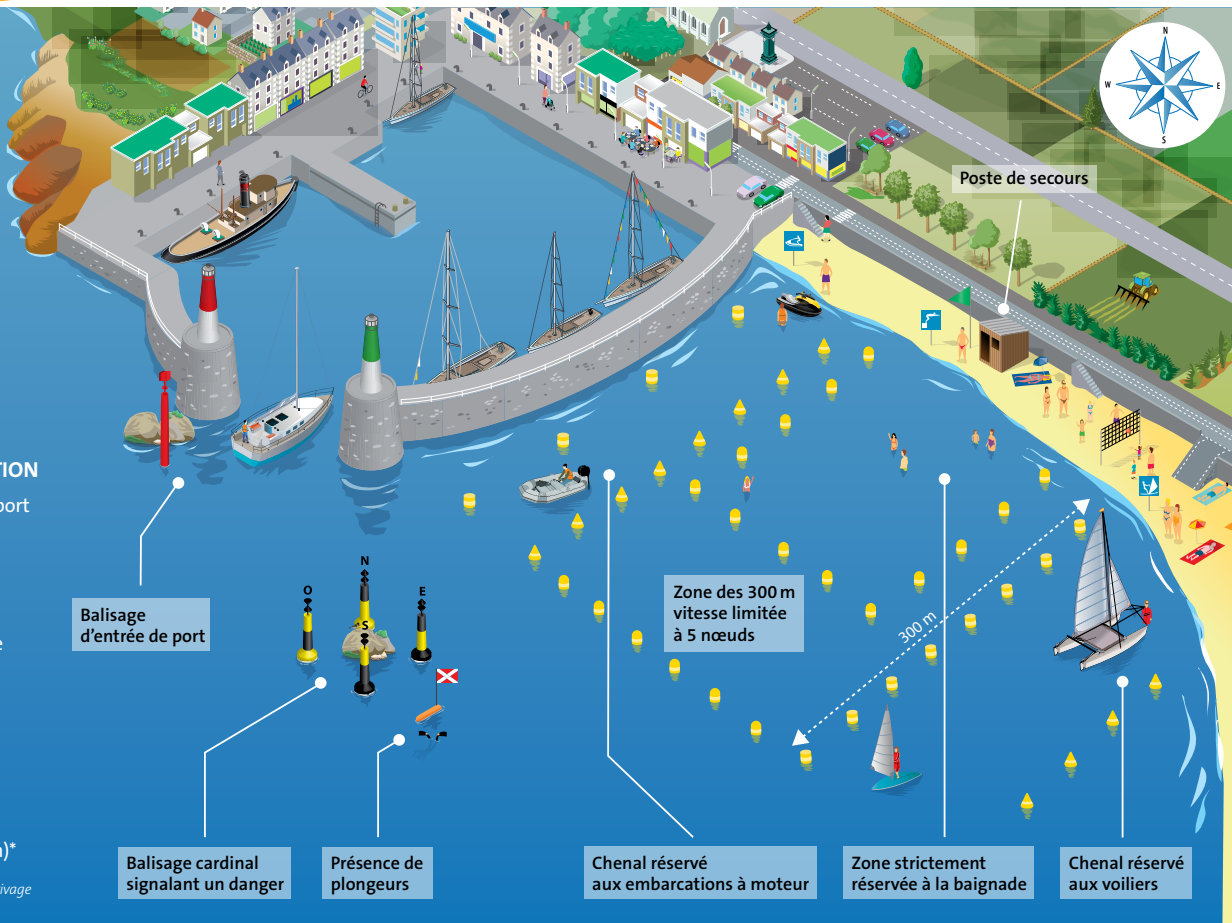 N
W
E
S
Poste de secours
TION
port
Balisage
d'entrée de port
N
O
E
S
Zone des 300 m
vitesse limitée
à 5 nœuds
300 m
e
Balisage cardinal
signalant un danger
Présence de
plongeurs
Chenal réservé
aux embarcations à moteur
Zone strictement
réservée à la baignade
Chenal réservé
aux voiliers
)*
ivage